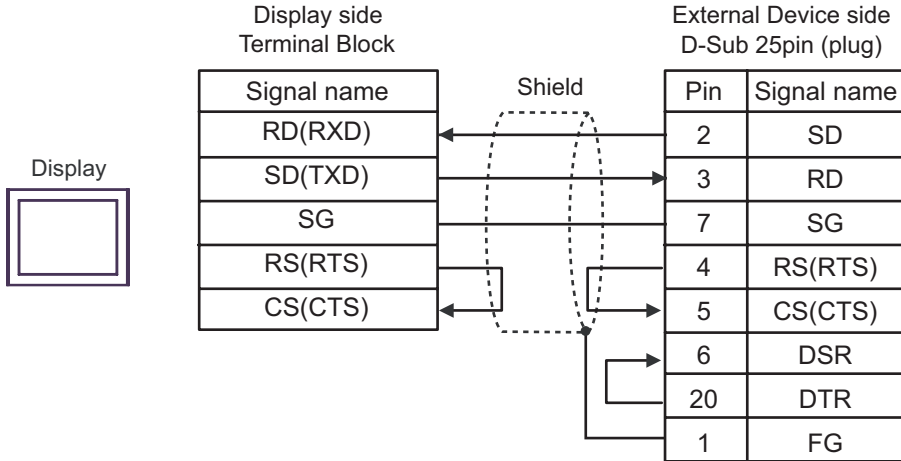 Display side
Terminal Block
External Device side
D-Sub 25pin (plug)
Signal name
Shield
Pin Signal name
RD(RXD)
2 SD
Display
SD(TXD)
3 RD
SG
7 SG
RS(RTS)
4 RS(RTS)
CS(CTS)
5 CS(CTS)
6 DSR
20 DTR
1 FG